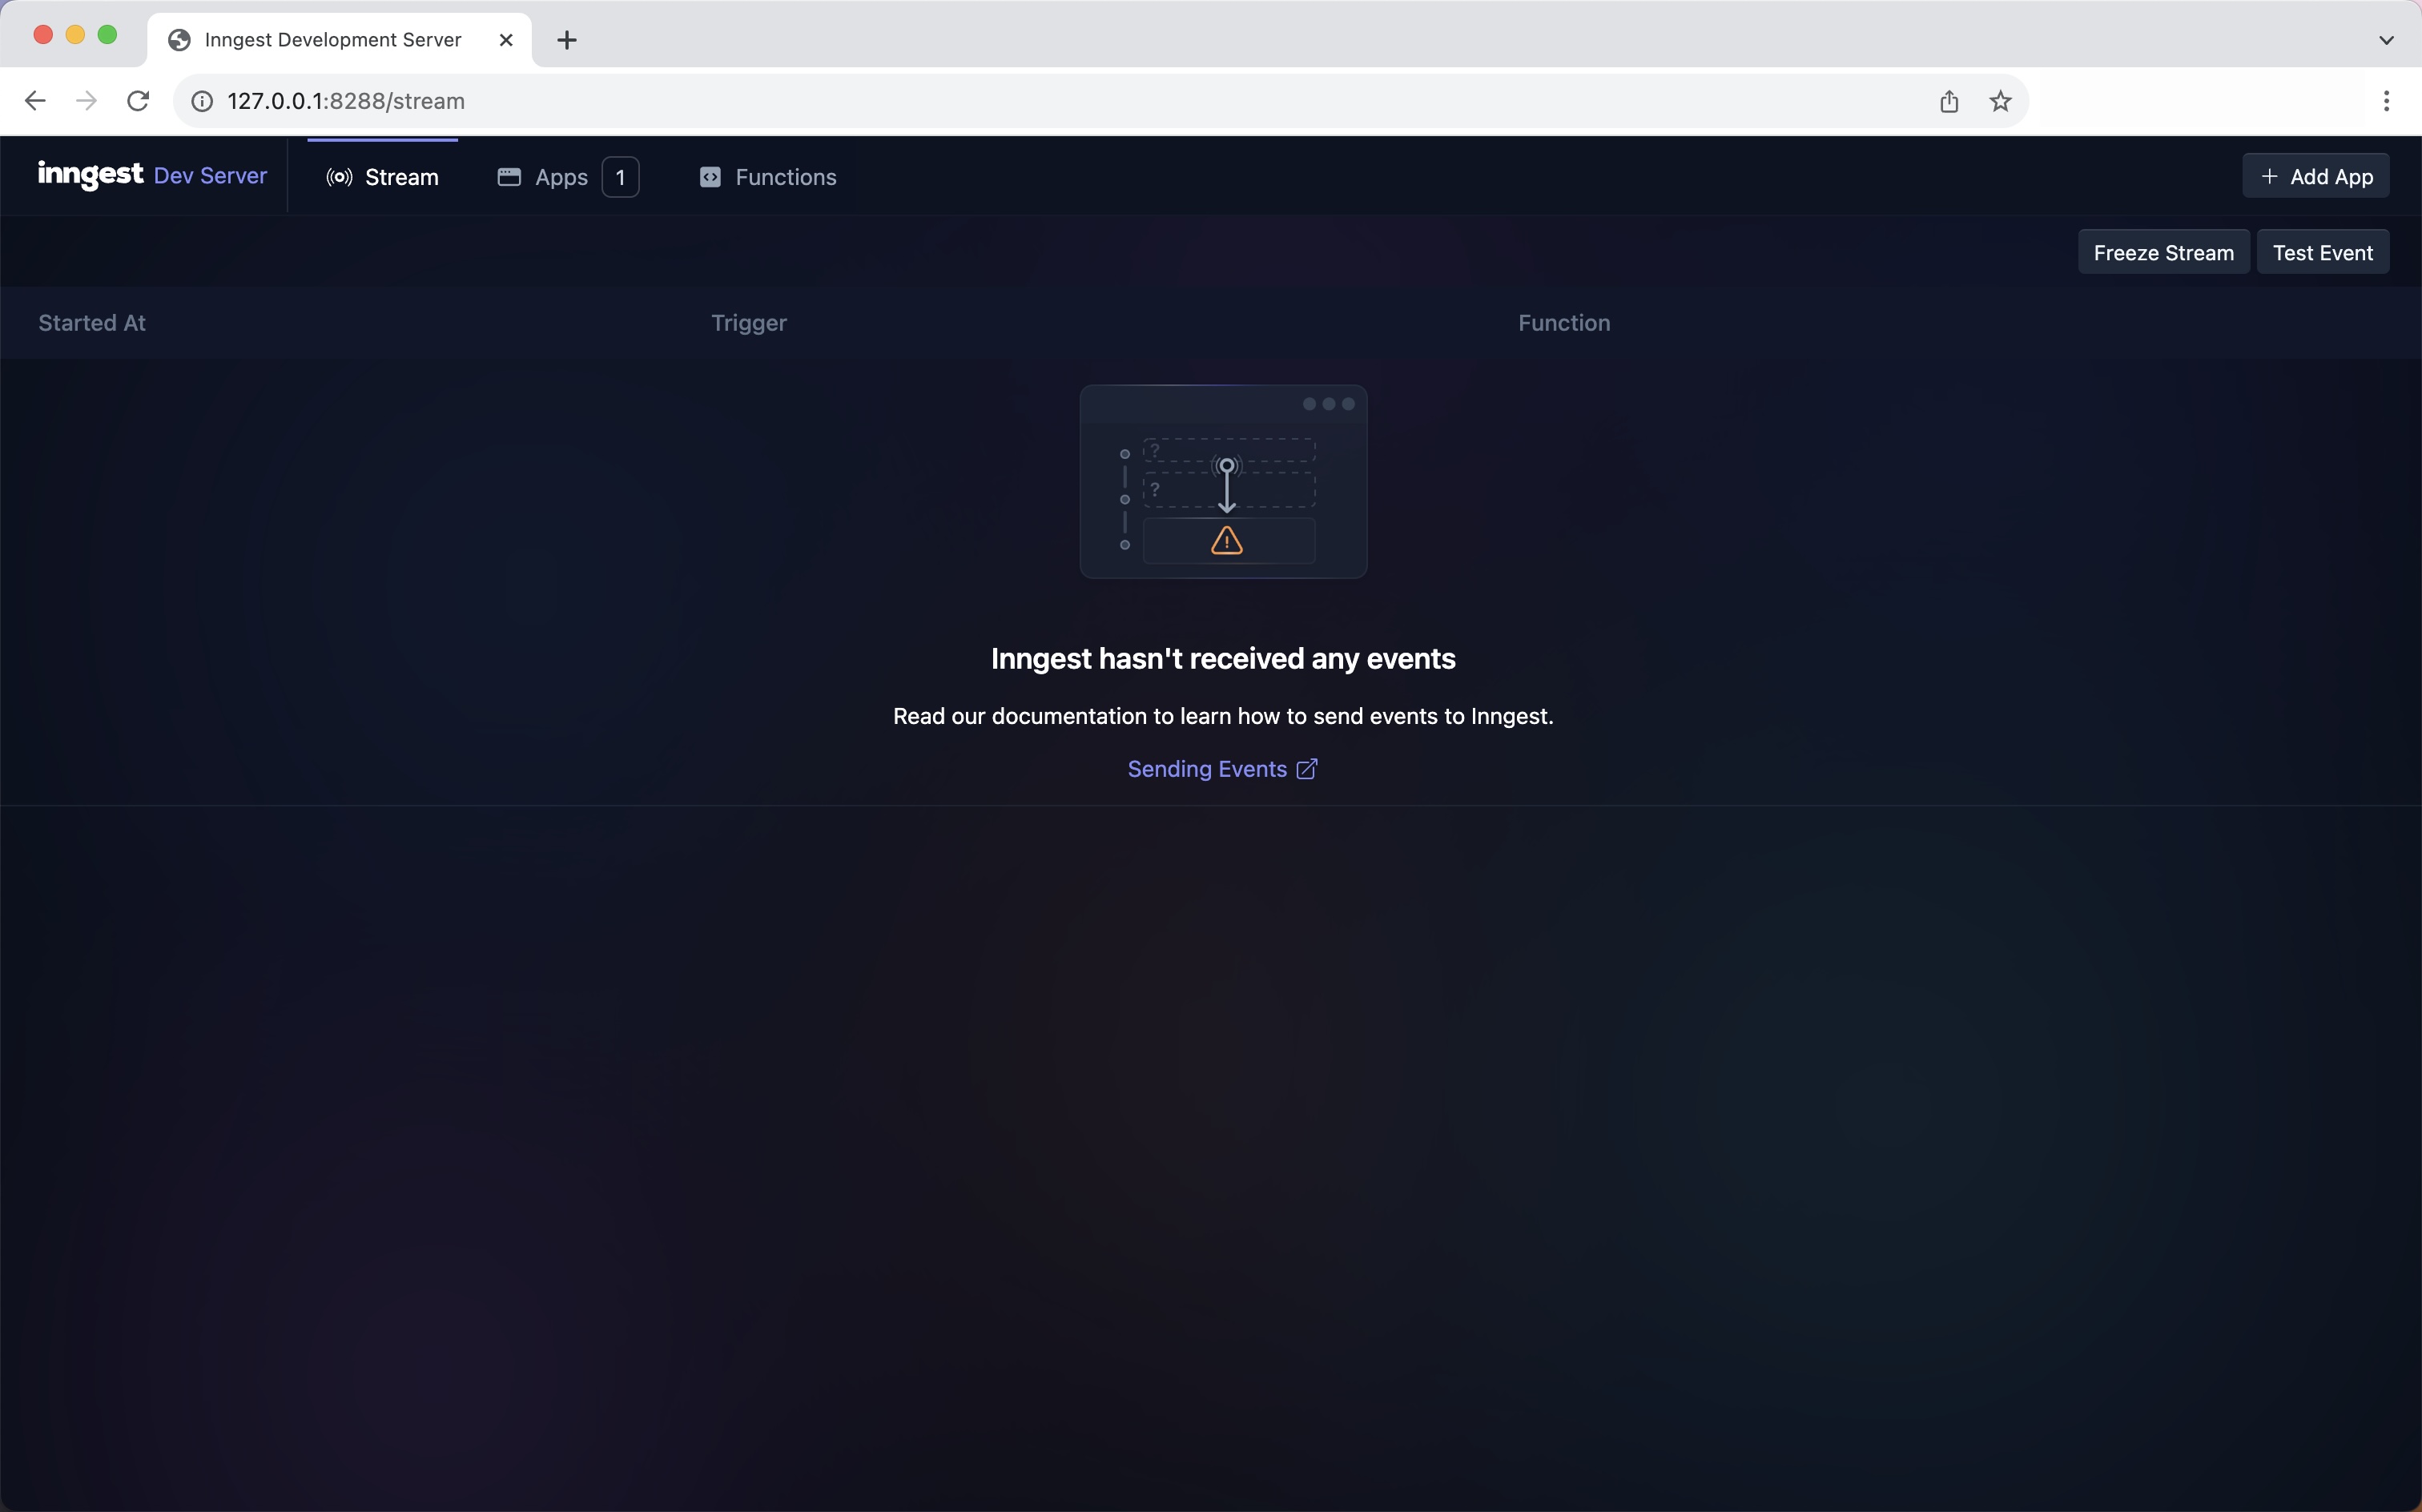 Inngest Development Server
127.0.0.1:8288/stream
inngest Dev Server
Stream
Apps 1
Functions
+ Add App
Freeze Stream
Test Event
Started At
Trigger
Function
?
?
Inngest hasn't received any events
Read our documentation to learn how to send events to Inngest.
Sending Events